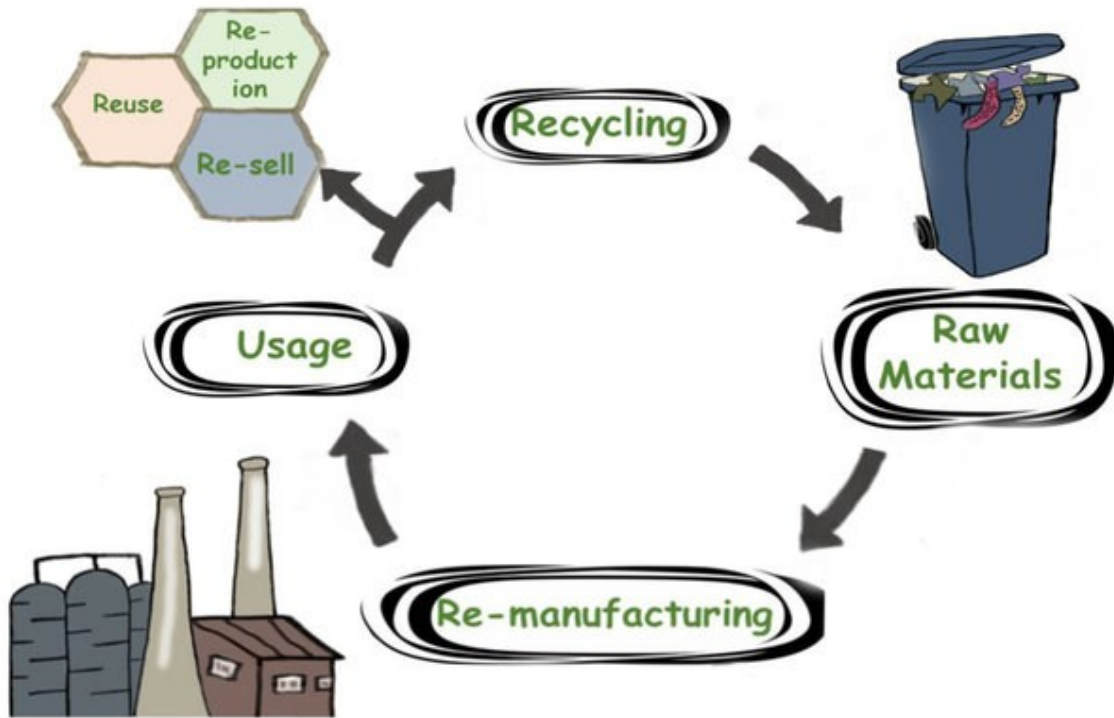 Re-
product
ion
Reuse
Re-sell
Recycling
Raw
Materials
Usage
Re-manufacturing